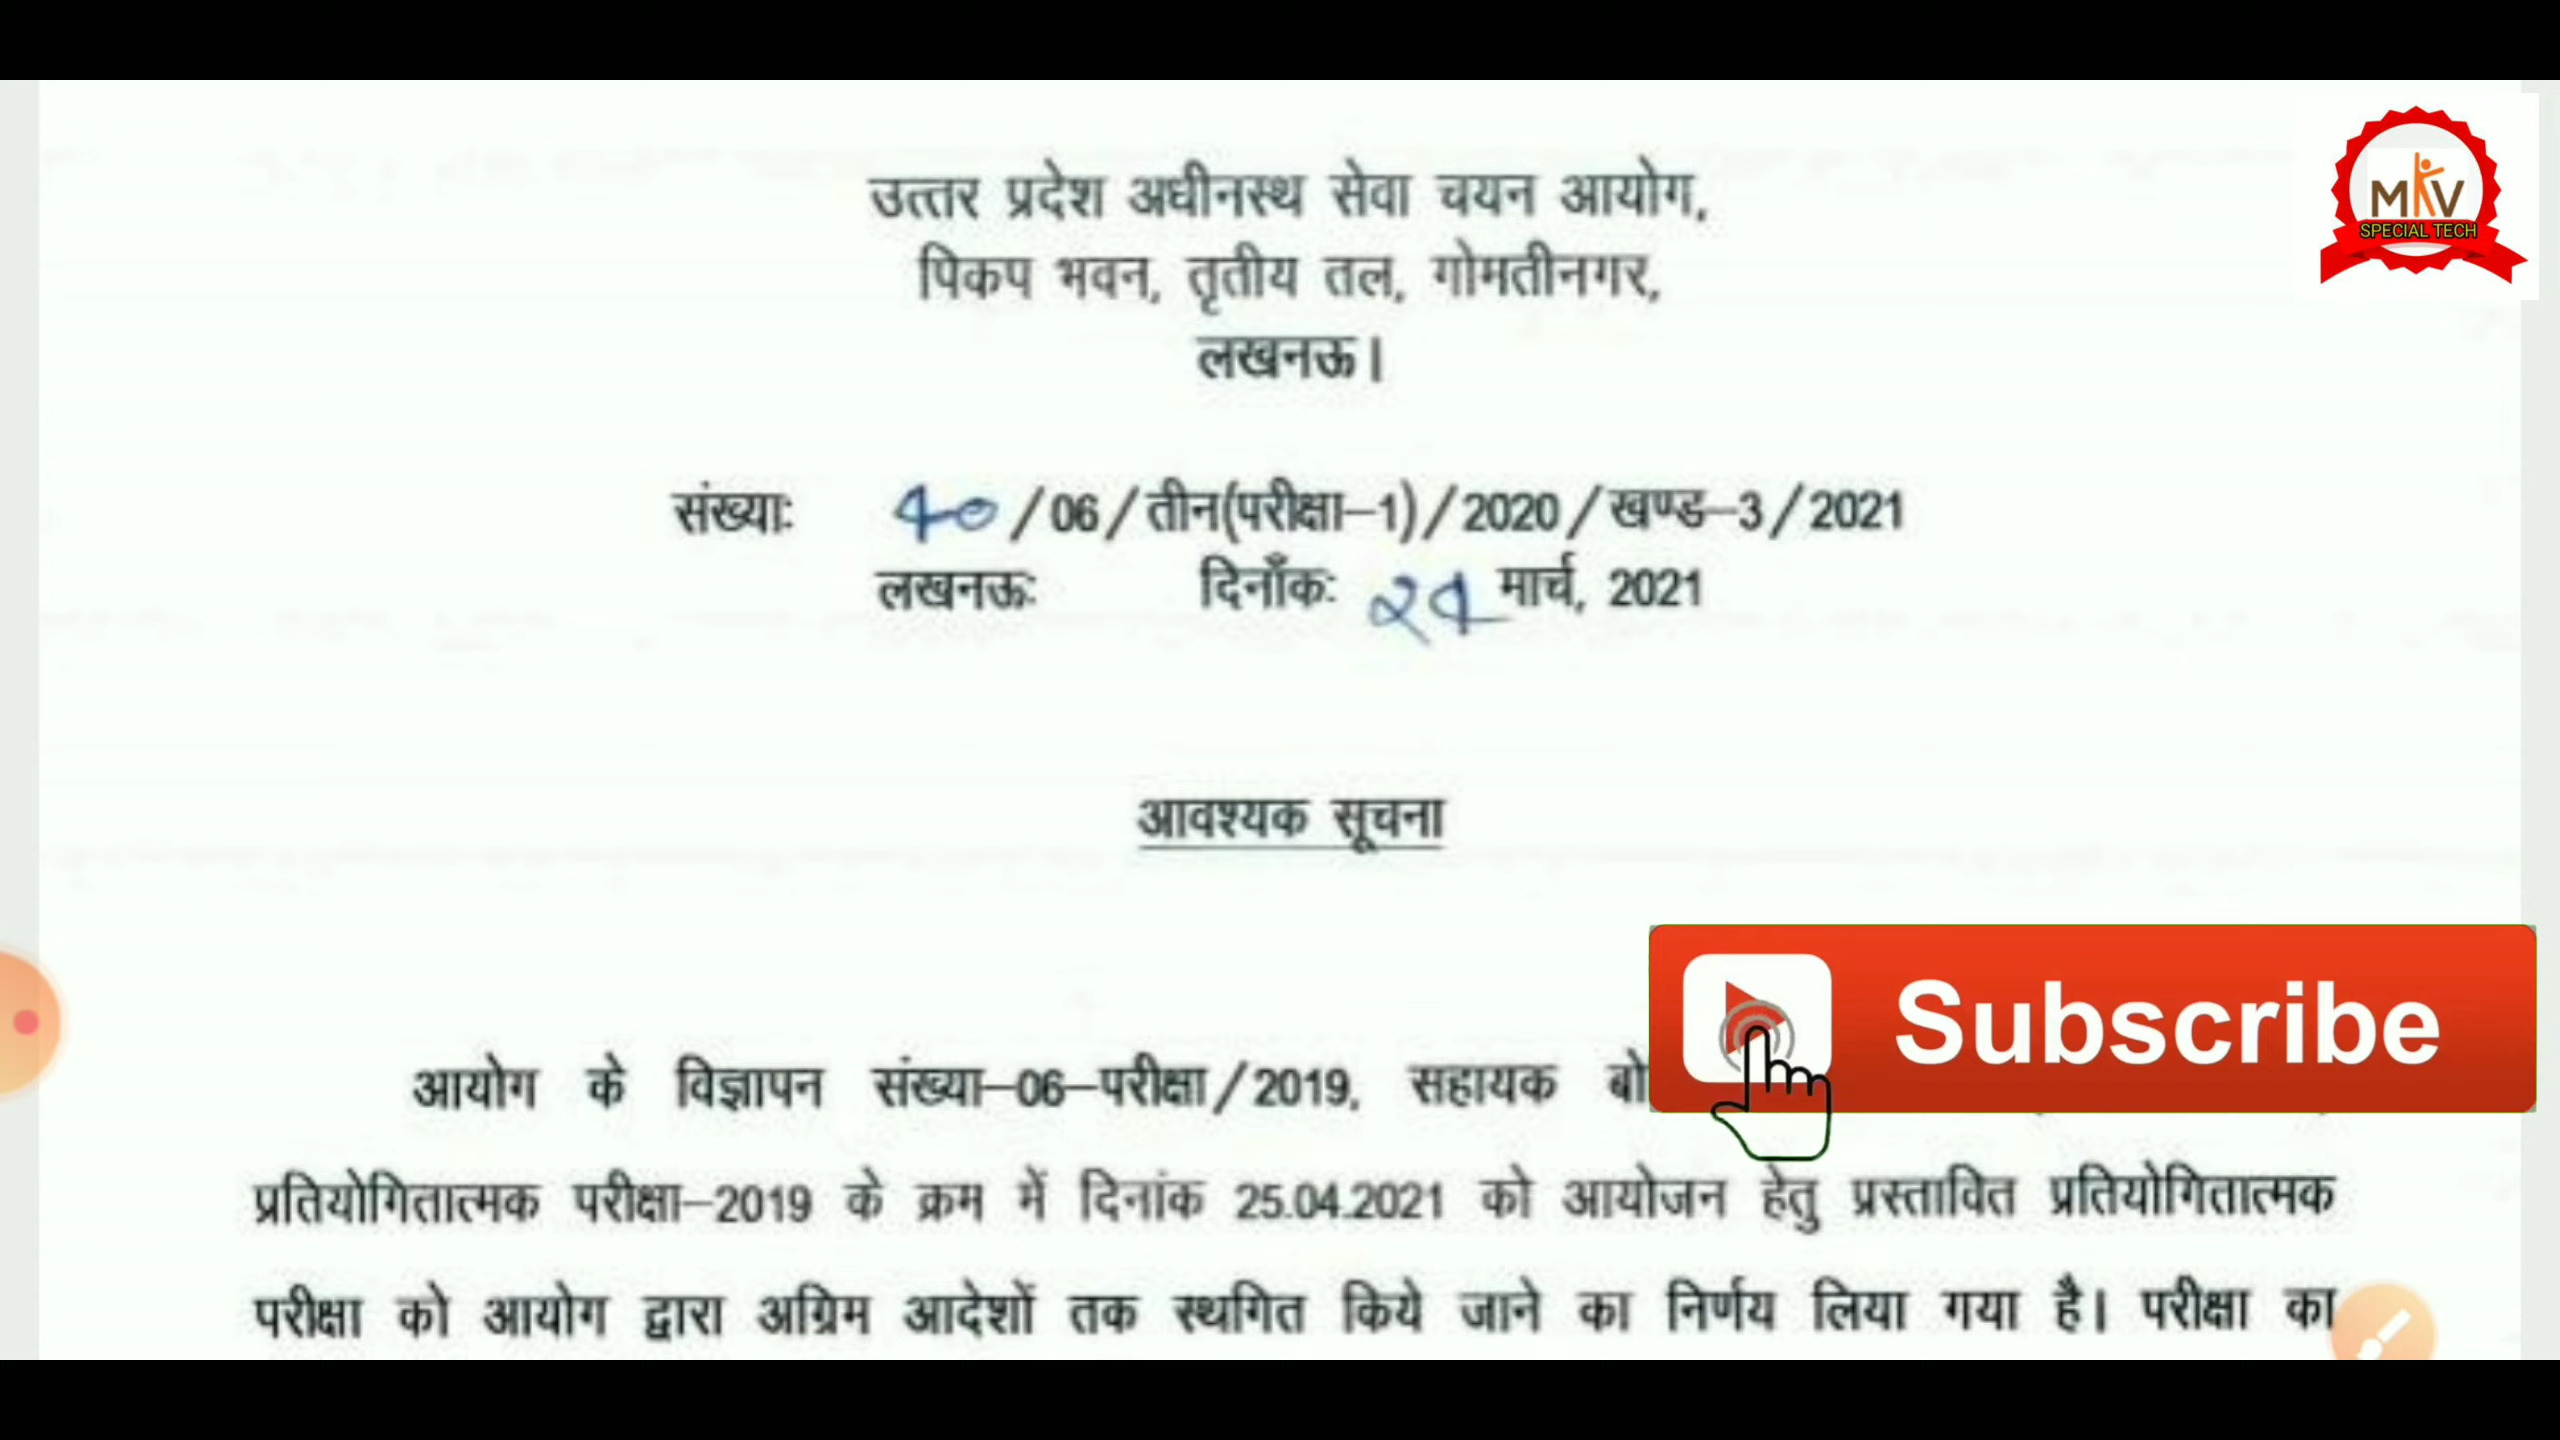 उत्तर प्रदेश अधीनस्थ सेवा चयन आयोग,
पिकप भवन, तृतीय तल, गोमतीनगर,
लखनऊ।
MKV
SPECIAL TECH
संख्याः 40/06/तीन(परीक्षा–1)/2020/खण्ड–3/2021
लखनऊः दिनाँकः मार्च, 2021
आवश्यक सूचना
Subscribe
आयोग के विज्ञापन संख्या–06–परीक्षा/2019, सहायक
प्रतियोगितात्मक परीक्षा–2019 के क्रम में दिनांक 25.04.2021 को आयोजन हेतु प्रस्तावित प्रतियोगितात्मक
परीक्षा को आयोग द्वारा अग्रिम आदेशों तक स्थगित किये जाने का निर्णय लिया गया है। परीक्षा का